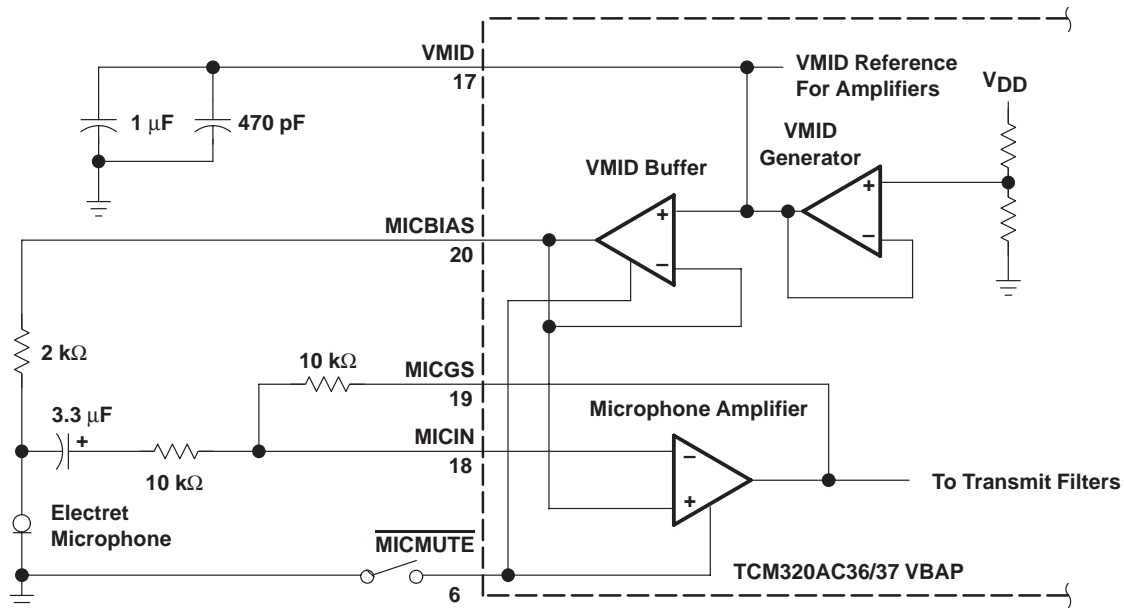 VMID
17
VMID Reference
For Amplifiers
VDD
1 µF
470 pF
VMID
Generator
VMID Buffer
+
−
+
−
MICBIAS
20
2 kΩ
10 kΩ
MICGS
19
Microphone Amplifier
3.3 µF
+
MICIN
18
10 kΩ
−
+
To Transmit Filters
Electret
Microphone
MICMUTE
6
TCM320AC36/37 VBAP